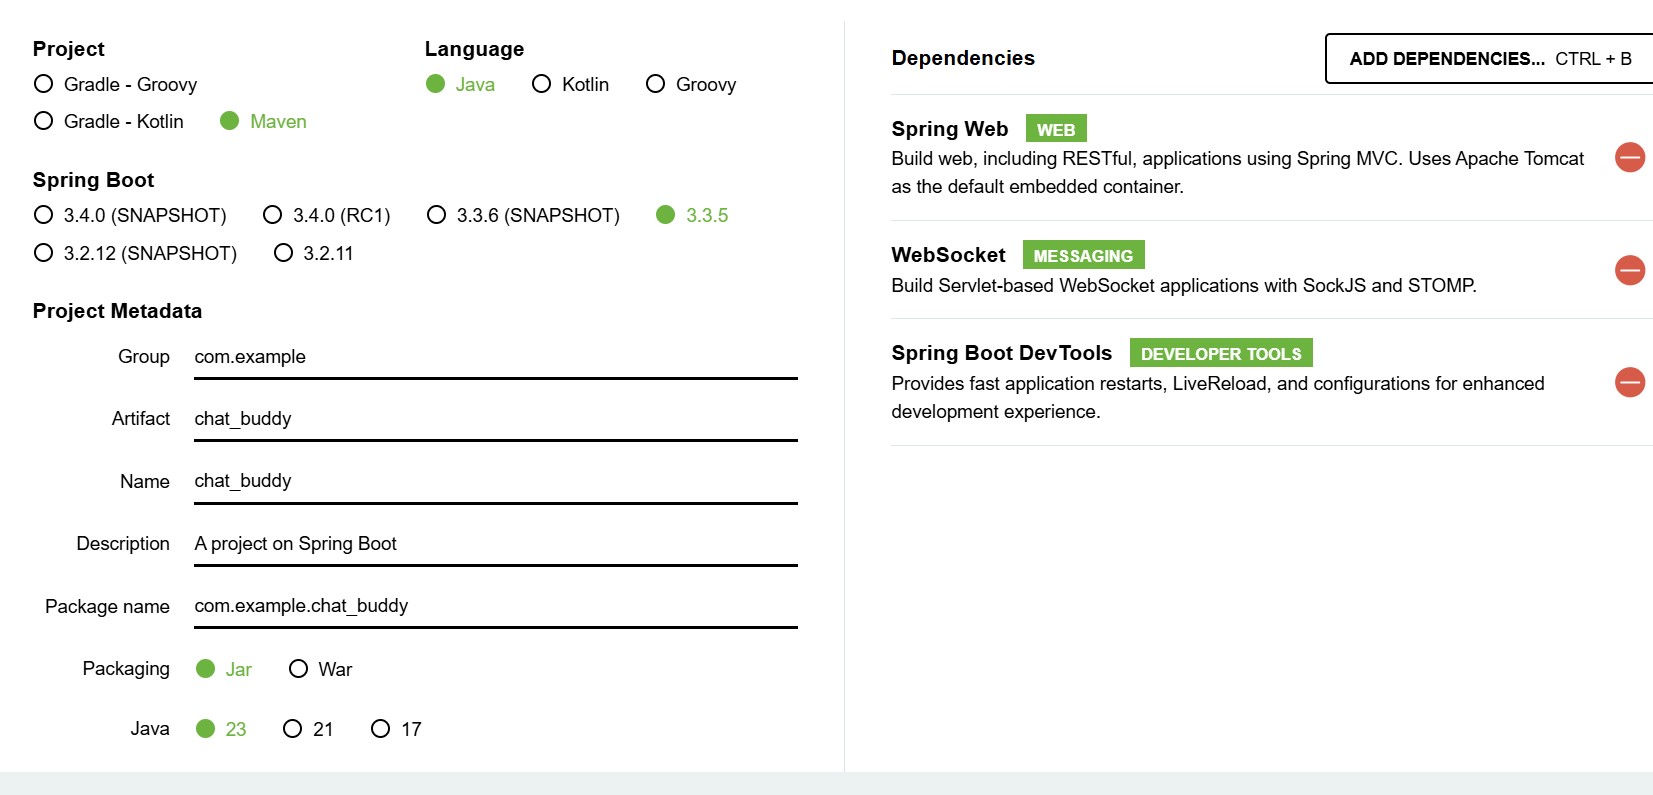 Project
Gradle - Groovy
Gradle - Kotlin Maven
Language
Java Kotlin Groovy
Spring Boot
3.4.0 (SNAPSHOT) 3.4.0 (RC1) 3.3.6 (SNAPSHOT) 3.3.5
3.2.12 (SNAPSHOT) 3.2.11
Project Metadata
Group com.example
Artifact chat_buddy
Name chat_buddy
Description A project on Spring Boot
Package name com.example.chat_buddy
Packaging Jar War
Java 23 21 17
Dependencies ADD DEPENDENCIES... CTRL + B
Spring Web WEB
Build web, including RESTful, applications using Spring MVC. Uses Apache Tomcat
as the default embedded container.
WebSocket MESSAGING
Build Servlet-based WebSocket applications with SockJS and STOMP.
Spring Boot DevTools DEVELOPER TOOLS
Provides fast application restarts, LiveReload, and configurations for enhanced
development experience.